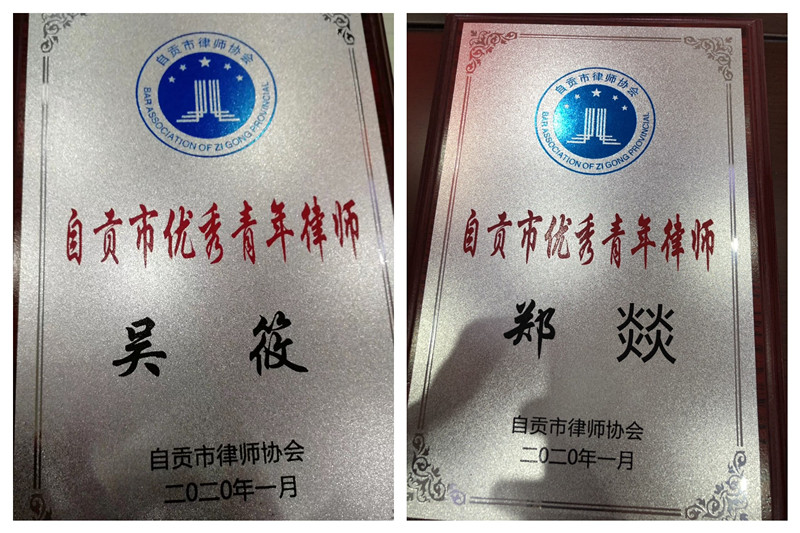 自贡市律师协会
BAR ASSOCIATION OF ZI GONG PROVINCIAL
自贡市优秀青年律师
吴 筱
自贡市律师协会
二〇二〇年一月
自贡市律师协会
BAR ASSOCIATION OF ZI GONG PROVINCIAL
自贡市优秀青年律师
郑 燚
自贡市律师协会
二〇二〇年一月